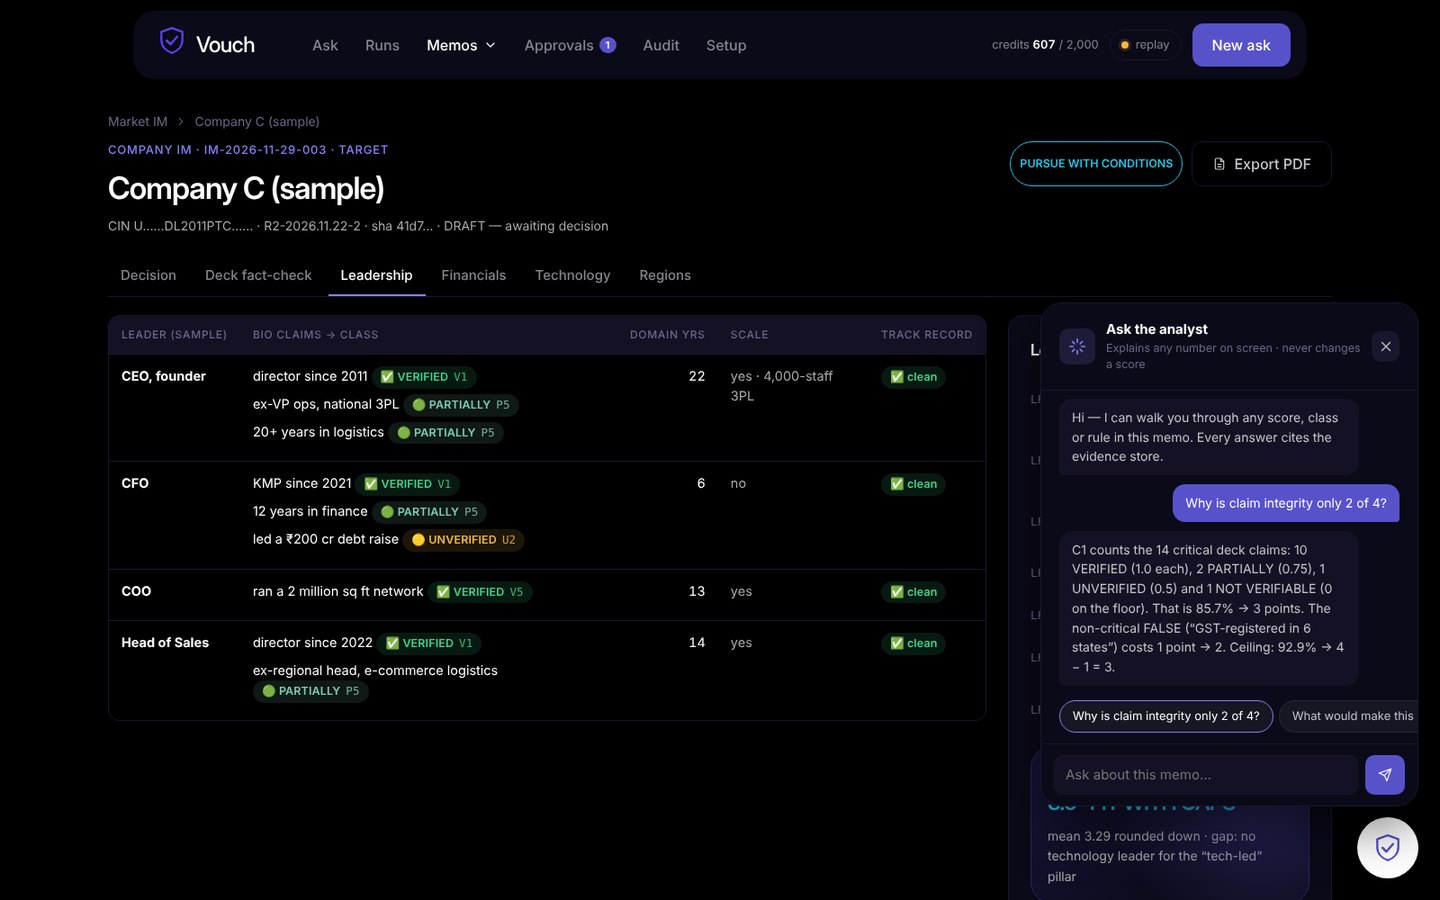 Vouch
Ask
Runs
Memos
Approvals 1
Audit
Setup
credits 607 / 2,000
replay
New ask
Market IM > Company C (sample)
COMPANY IM · IM-2026-11-29-003 · TARGET
PURSUE WITH CONDITIONS
Export PDF
Company C (sample)
CIN U……DL2011PTC…… · R2-2026.11.22-2 · sha 41d7… · DRAFT — awaiting decision
Decision
Deck fact-check
Leadership
Financials
Technology
Regions
LEADER (SAMPLE)
BIO CLAIMS → CLASS
DOMAIN YRS
SCALE
TRACK RECORD
CEO, founder
director since 2011 ✅ VERIFIED V1
ex-VP ops, national 3PL 🟢 PARTIALLY P5
20+ years in logistics 🟢 PARTIALLY P5
22
yes · 4,000-staff
3PL
✅ clean
CFO
KMP since 2021 ✅ VERIFIED V1
12 years in finance 🟢 PARTIALLY P5
led a ₹200 cr debt raise 🟡 UNVERIFIED U2
6
no
✅ clean
COO
ran a 2 million sq ft network ✅ VERIFIED V5
13
yes
✅ clean
Head of Sales
director since 2022 ✅ VERIFIED V1
ex-regional head, e-commerce logistics
🟢 PARTIALLY P5
14
yes
✅ clean
Ask the analyst
Explains any number on screen · never changes
a score
Hi — I can walk you through any score, class
or rule in this memo. Every answer cites the
evidence store.
Why is claim integrity only 2 of 4?
C1 counts the 14 critical deck claims: 10
VERIFIED (1.0 each), 2 PARTIALLY (0.75), 1
UNVERIFIED (0.5) and 1 NOT VERIFIABLE (0
on the floor). That is 85.7% → 3 points. The
non-critical FALSE (“GST-registered in 6
states”) costs 1 point → 2. Ceiling: 92.9% → 4
− 1 = 3.
Why is claim integrity only 2 of 4?
What would make this
Ask about this memo…
mean 3.29 rounded down · gap: no
technology leader for the “tech-led”
pillar